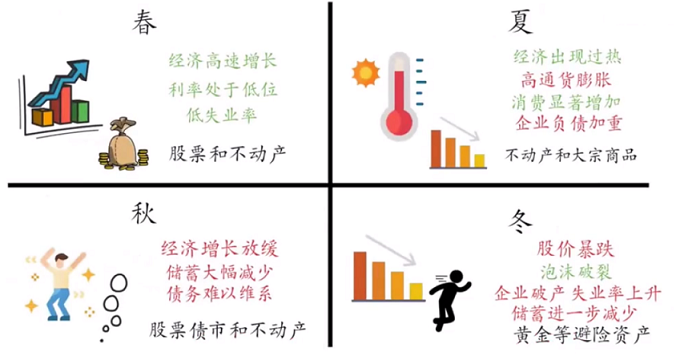 春
经济高速增长
利率处于低位
低失业率
股票和不动产
夏
经济出现过热
高通货膨胀
消费显著增加
企业负债加重
不动产和大宗商品
秋
经济增长放缓
储蓄大幅减少
债务难以维系
股票债市和不动产
冬
股价暴跌
泡沫破裂
企业破产失业率上升
储蓄进一步减少
黄金等避险资产